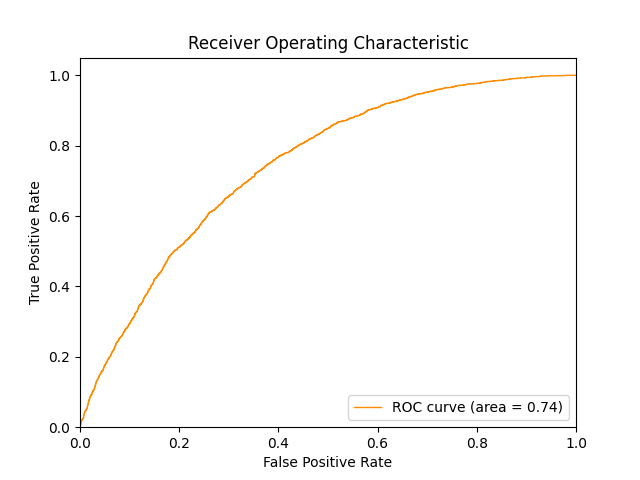 Receiver Operating Characteristic
1.0
0.8
0.6
0.4
0.2
0.0
True Positive Rate
ROC curve (area = 0.74)
0.0 0.2 0.4 0.6 0.8 1.0
False Positive Rate